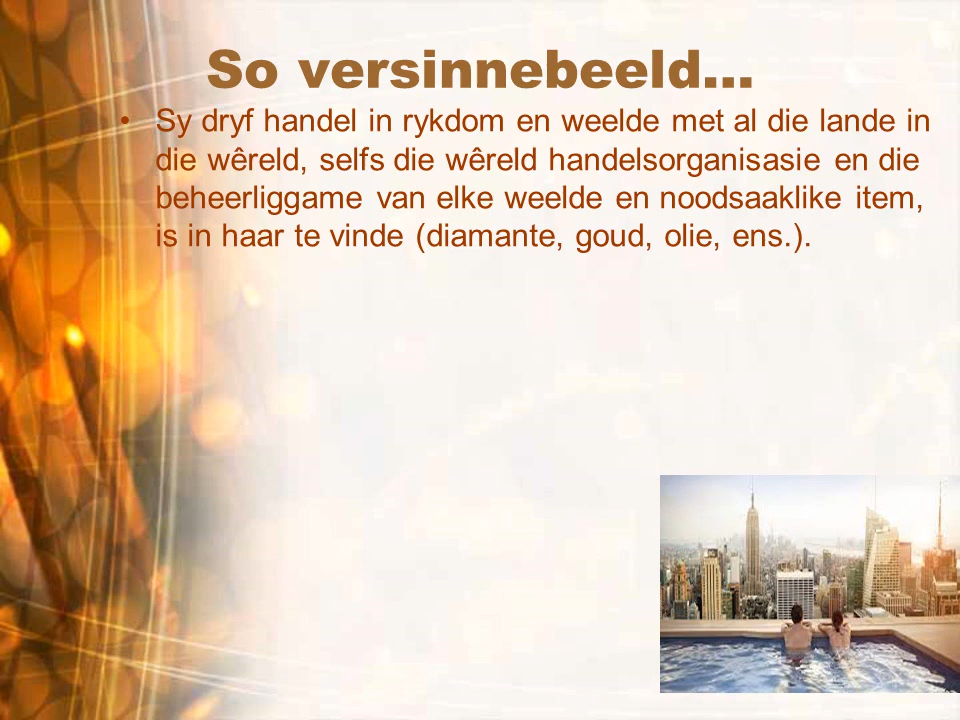 So versinnebeeld...
• Sy dryf handel in rykdom en weelde met al die lande in
die wêreld, selfs die wêreld handelsorganisasie en die
beheerliggame van elke weelde en noodsaaklike item,
is in haar te vinde (diamante, goud, olie, ens.).